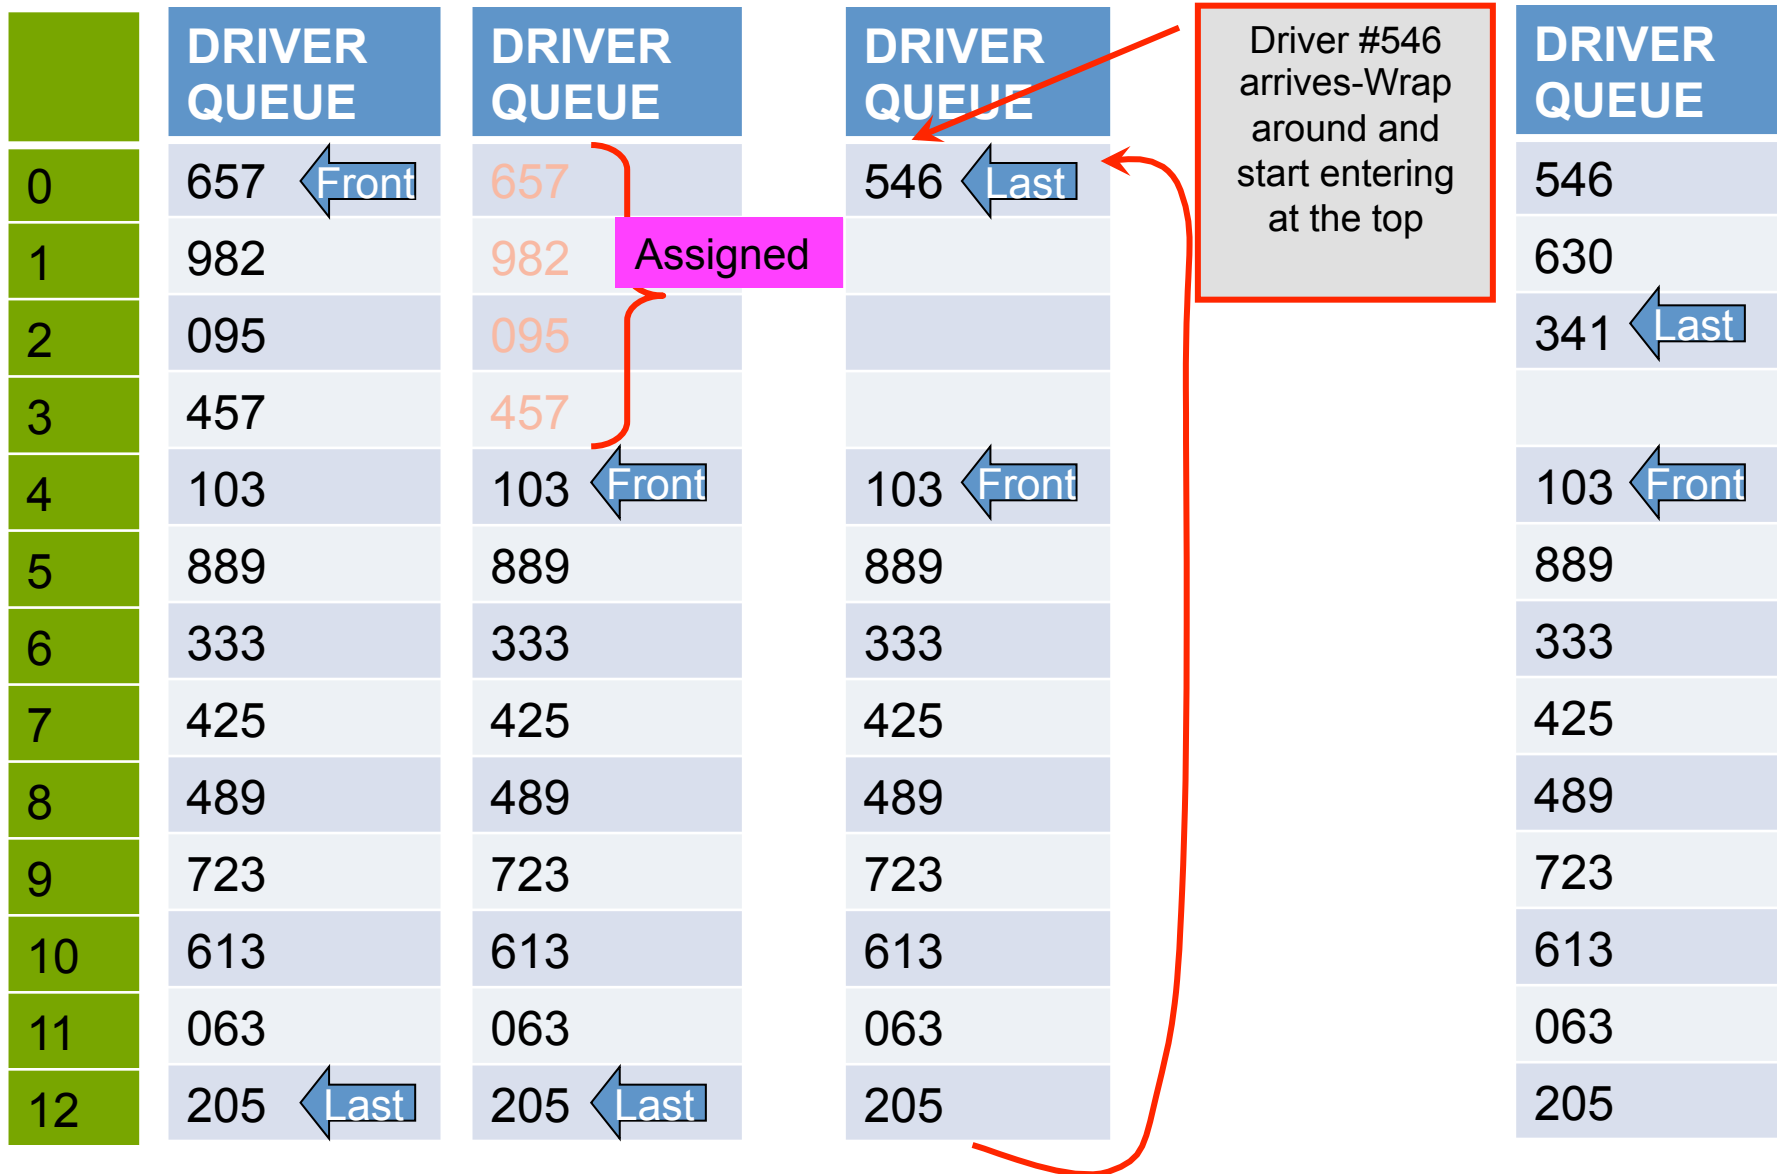 DRIVER QUEUE DRIVER QUEUE DRIVER QUEUE DRIVER QUEUE
Driver #546
arrives-Wrap
around and
start entering
at the top
0 657 Front 657 546 Last 546
1 982 982 Assigned 630
2 095 095 341 Last
3 457 457
4 103 103 Front 103 Front 103 Front
5 889 889 889 889
6 333 333 333 333
7 425 425 425 425
8 489 489 489 489
9 723 723 723 723
10 613 613 613 613
11 063 063 063 063
12 205 Last 205 Last 205 205